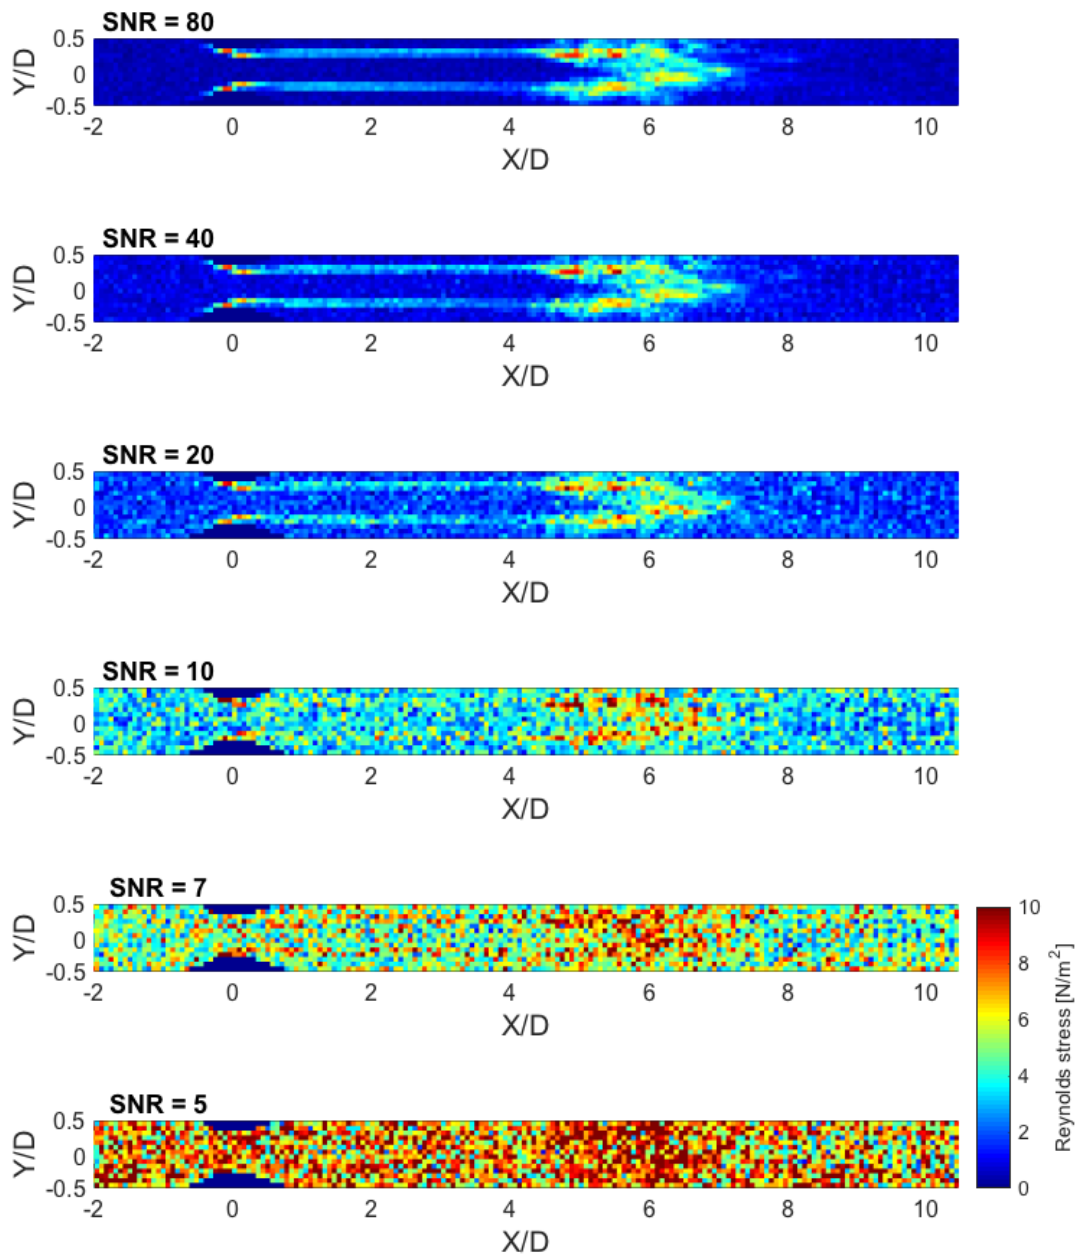 SNR = 80
0.5
0
-0.5
Y/D
-2 0 2 4 6 8 10
X/D
SNR = 40
0.5
0
-0.5
Y/D
-2 0 2 4 6 8 10
X/D
SNR = 20
0.5
0
-0.5
Y/D
-2 0 2 4 6 8 10
X/D
SNR = 10
0.5
0
-0.5
Y/D
-2 0 2 4 6 8 10
X/D
SNR = 7
0.5
0
-0.5
Y/D
-2 0 2 4 6 8 10
X/D
SNR = 5
0.5
0
-0.5
Y/D
-2 0 2 4 6 8 10
X/D
10
8
6
4
2
0
Reynolds stress [N/m²]